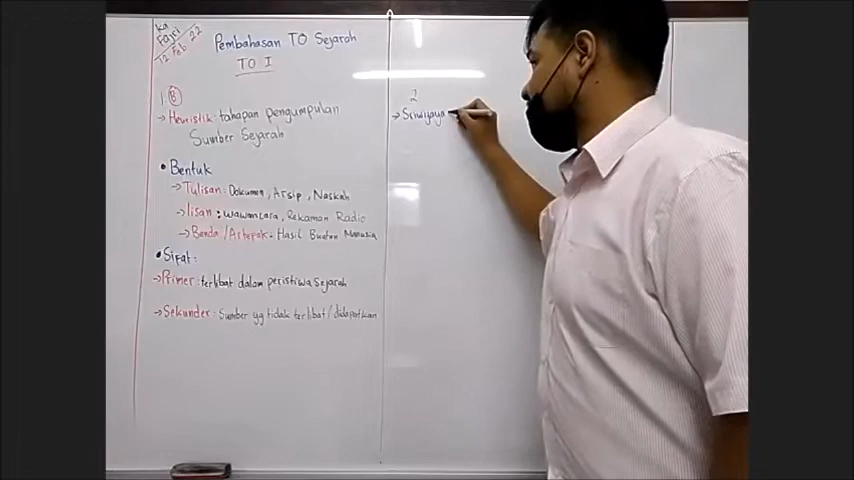 Ka
Fajri
12 Feb 22
Pembahasan TO Sejarah
TO I
1. B
→ Heuristik: tahapan pengumpulan
Sumber Sejarah
• Bentuk
→ Tulisan: Dokumen, Arsip, Naskah
→ lisan: wawancara, Rekaman Radio
→ Benda/Artepak: Hasil Buatan Manusia
• Sifat:
→ Primer: terlibat dalam peristiwa Sejarah
→ Sekunder: Sumber yg tidak terlibat/didapatkan
2
→ Sriwijaya